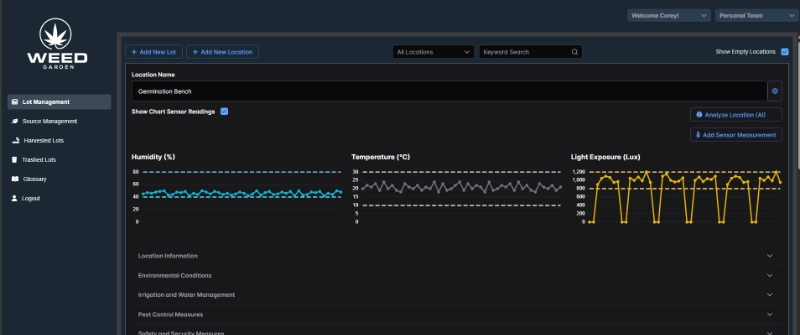 Welcome Corey!
Personal Team
WEED
GARDEN
Add New Lot
Add New Location
All Locations
Keyword Search
Show Empty Locations
Lot Management
Source Management
Harvested Lots
Trashed Lots
Glossary
Logout
Location Name
Germination Bench
Show Chart Sensor Readings
Analyze Location (AI)
Add Sensor Measurement
Humidity (%)
80
60
40
20
0
Temperature (°C)
30
25
20
15
10
5
0
Light Exposure (Lux)
1,200
1,000
800
600
400
200
0
Location Information
Environmental Conditions
Irrigation and Water Management
Pest Control Measures
Safety and Security Measures